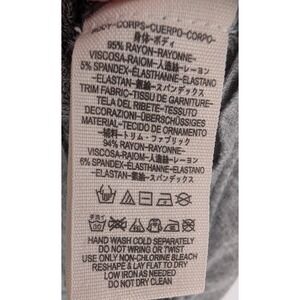 BODY-CORPS-CUERPO-CORPO-
身体-ボディ
95% RAYON-RAYONNE-
VISCOSA-RAIOM-人造絲-レーヨン
5% SPANDEX-ÉLASTHANNE-ELASTANO
-ELASTAN-氨綸-スパンデックス
TRIM FABRIC-TISSU DE GARNITURE-
TELA DEL RIBETE-TESSUTO
DECORAZIONI-ÜBERSCHÜSSIGES
MATERIAL-TECIDO DE ORNAMENTO
-輔料-トリム・ファブリック
94% RAYON-RAYONNE-
VISCOSA-RAIOM-人造絲-レーヨン
6% SPANDEX-ÉLASTHANNE-ELASTANO
-ELASTAN-氨綸-スパンデックス
HAND WASH COLD SEPARATELY
DO NOT WRING OR TWIST
USE ONLY NON-CHLORINE BLEACH
RESHAPE & LAY FLAT TO DRY
LOW IRON AS NEEDED
DO NOT DRY CLEAN